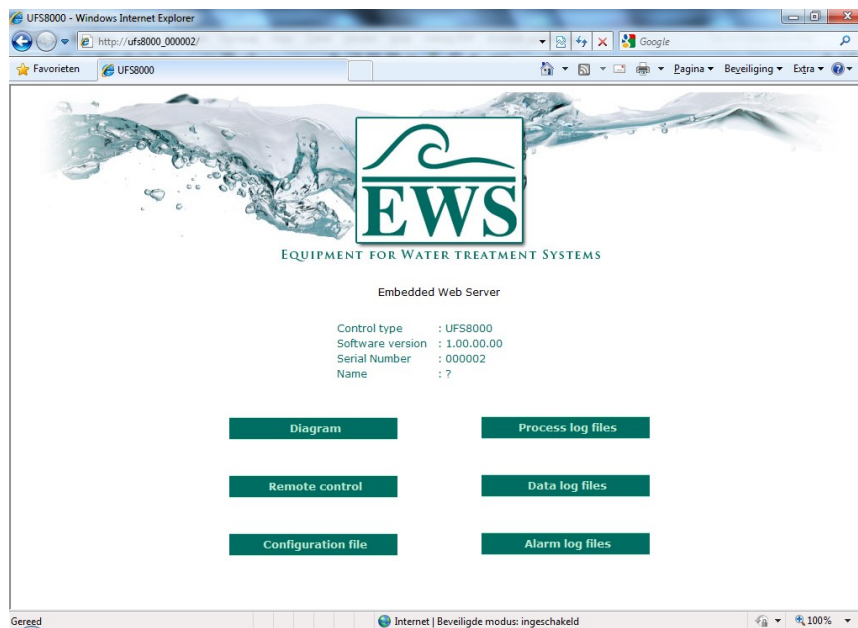 UFS8000 - Windows Internet Explorer
http://ufs8000_000002/
Google
Favorieten
UFS8000
Pagina
Beveiliging
Extra
EWS
EQUIPMENT FOR WATER TREATMENT SYSTEMS
Embedded Web Server
Control type : UFS8000
Software version : 1.00.00.00
Serial Number : 000002
Name : ?
Diagram
Process log files
Remote control
Data log files
Configuration file
Alarm log files
Gereed
Internet | Beveiligde modus: ingeschakeld
100%